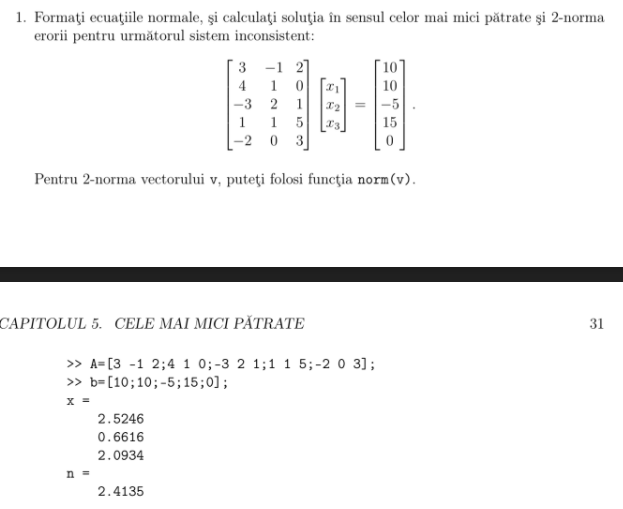 1. Formaţi ecuaţiile normale, şi calculaţi soluţia în sensul celor mai mici pătrate şi 2-norma
erorii pentru următorul sistem inconsistent:
3 −1 2
4 1 0
−3 2 1
1 1 5
−2 0 3
x₁
x₂
x₃
=
10
10
−5
15
0
.
Pentru 2-norma vectorului v, puteţi folosi funcţia norm(v).
CAPITOLUL 5. CELE MAI MICI PĂTRATE 31
>> A=[3 -1 2;4 1 0;-3 2 1;1 1 5;-2 0 3];
>> b=[10;10;-5;15;0];
x =
2.5246
0.6616
2.0934
n =
2.4135